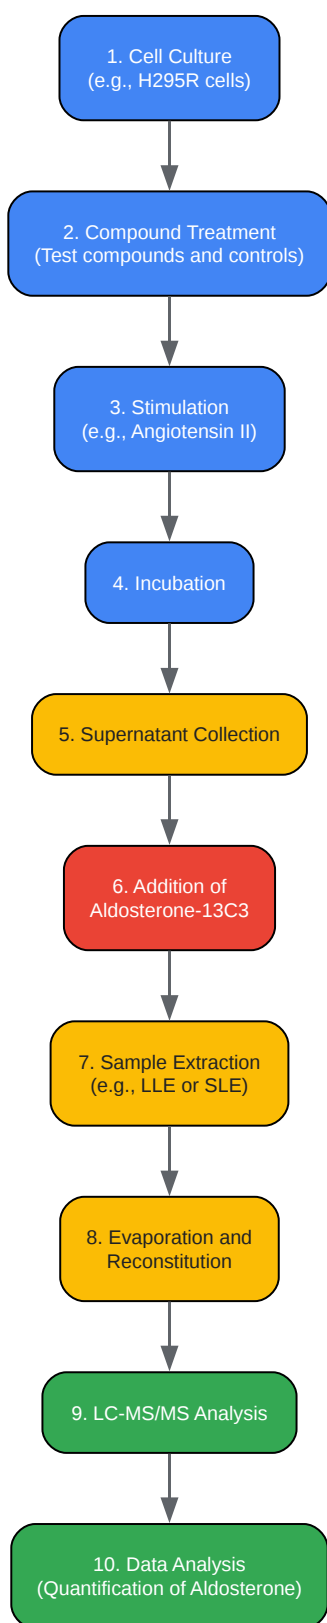 1. Cell Culture
(e.g., H295R cells)
2. Compound Treatment
(Test compounds and controls)
3. Stimulation
(e.g., Angiotensin II)
4. Incubation
5. Supernatant Collection
6. Addition of
Aldosterone-13C3
7. Sample Extraction
(e.g., LLE or SLE)
8. Evaporation and
Reconstitution
9. LC-MS/MS Analysis
10. Data Analysis
(Quantification of Aldosterone)